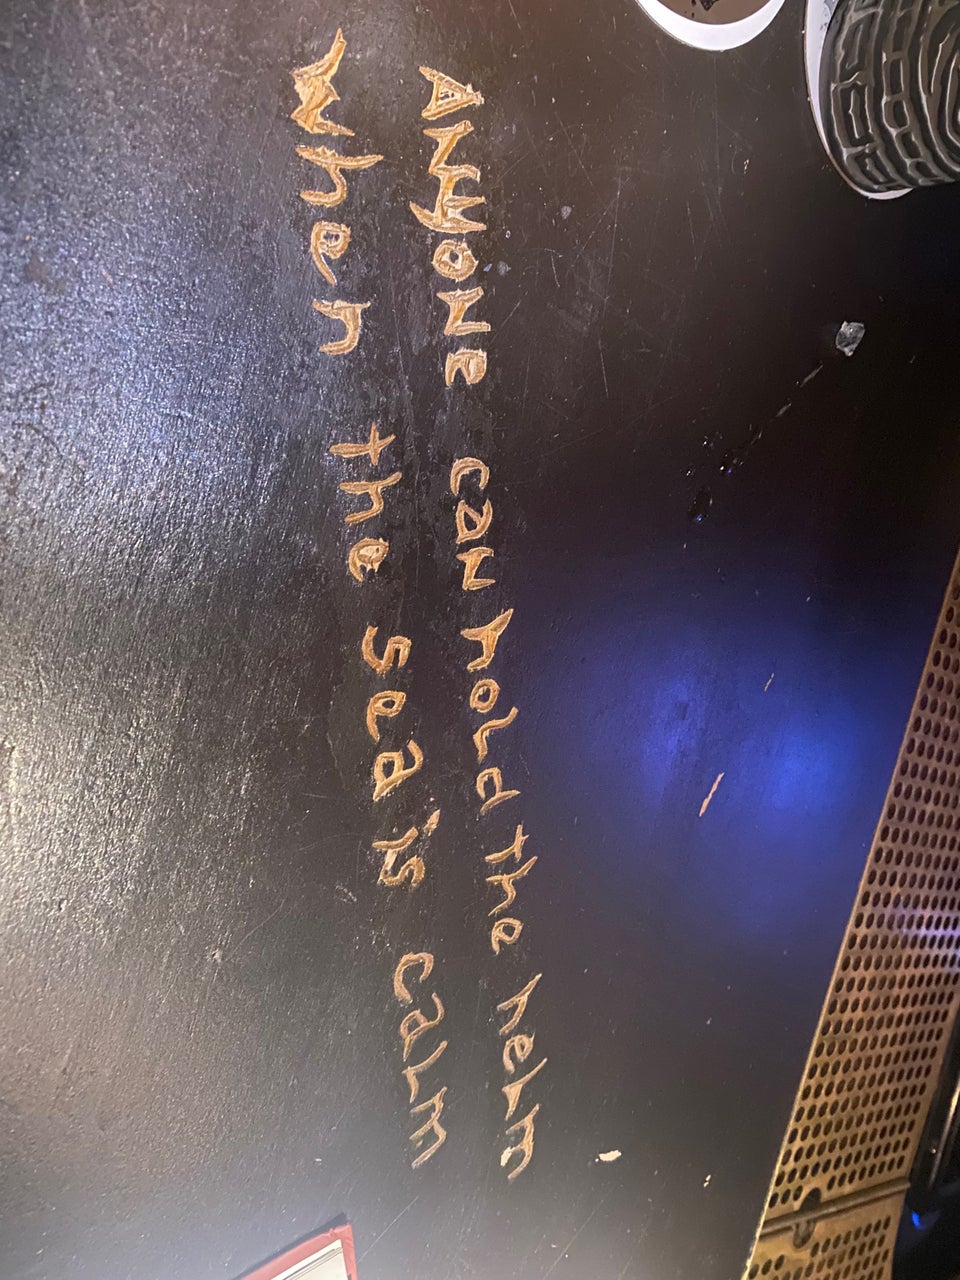 Anyone can hold the helm
When the sea is calm